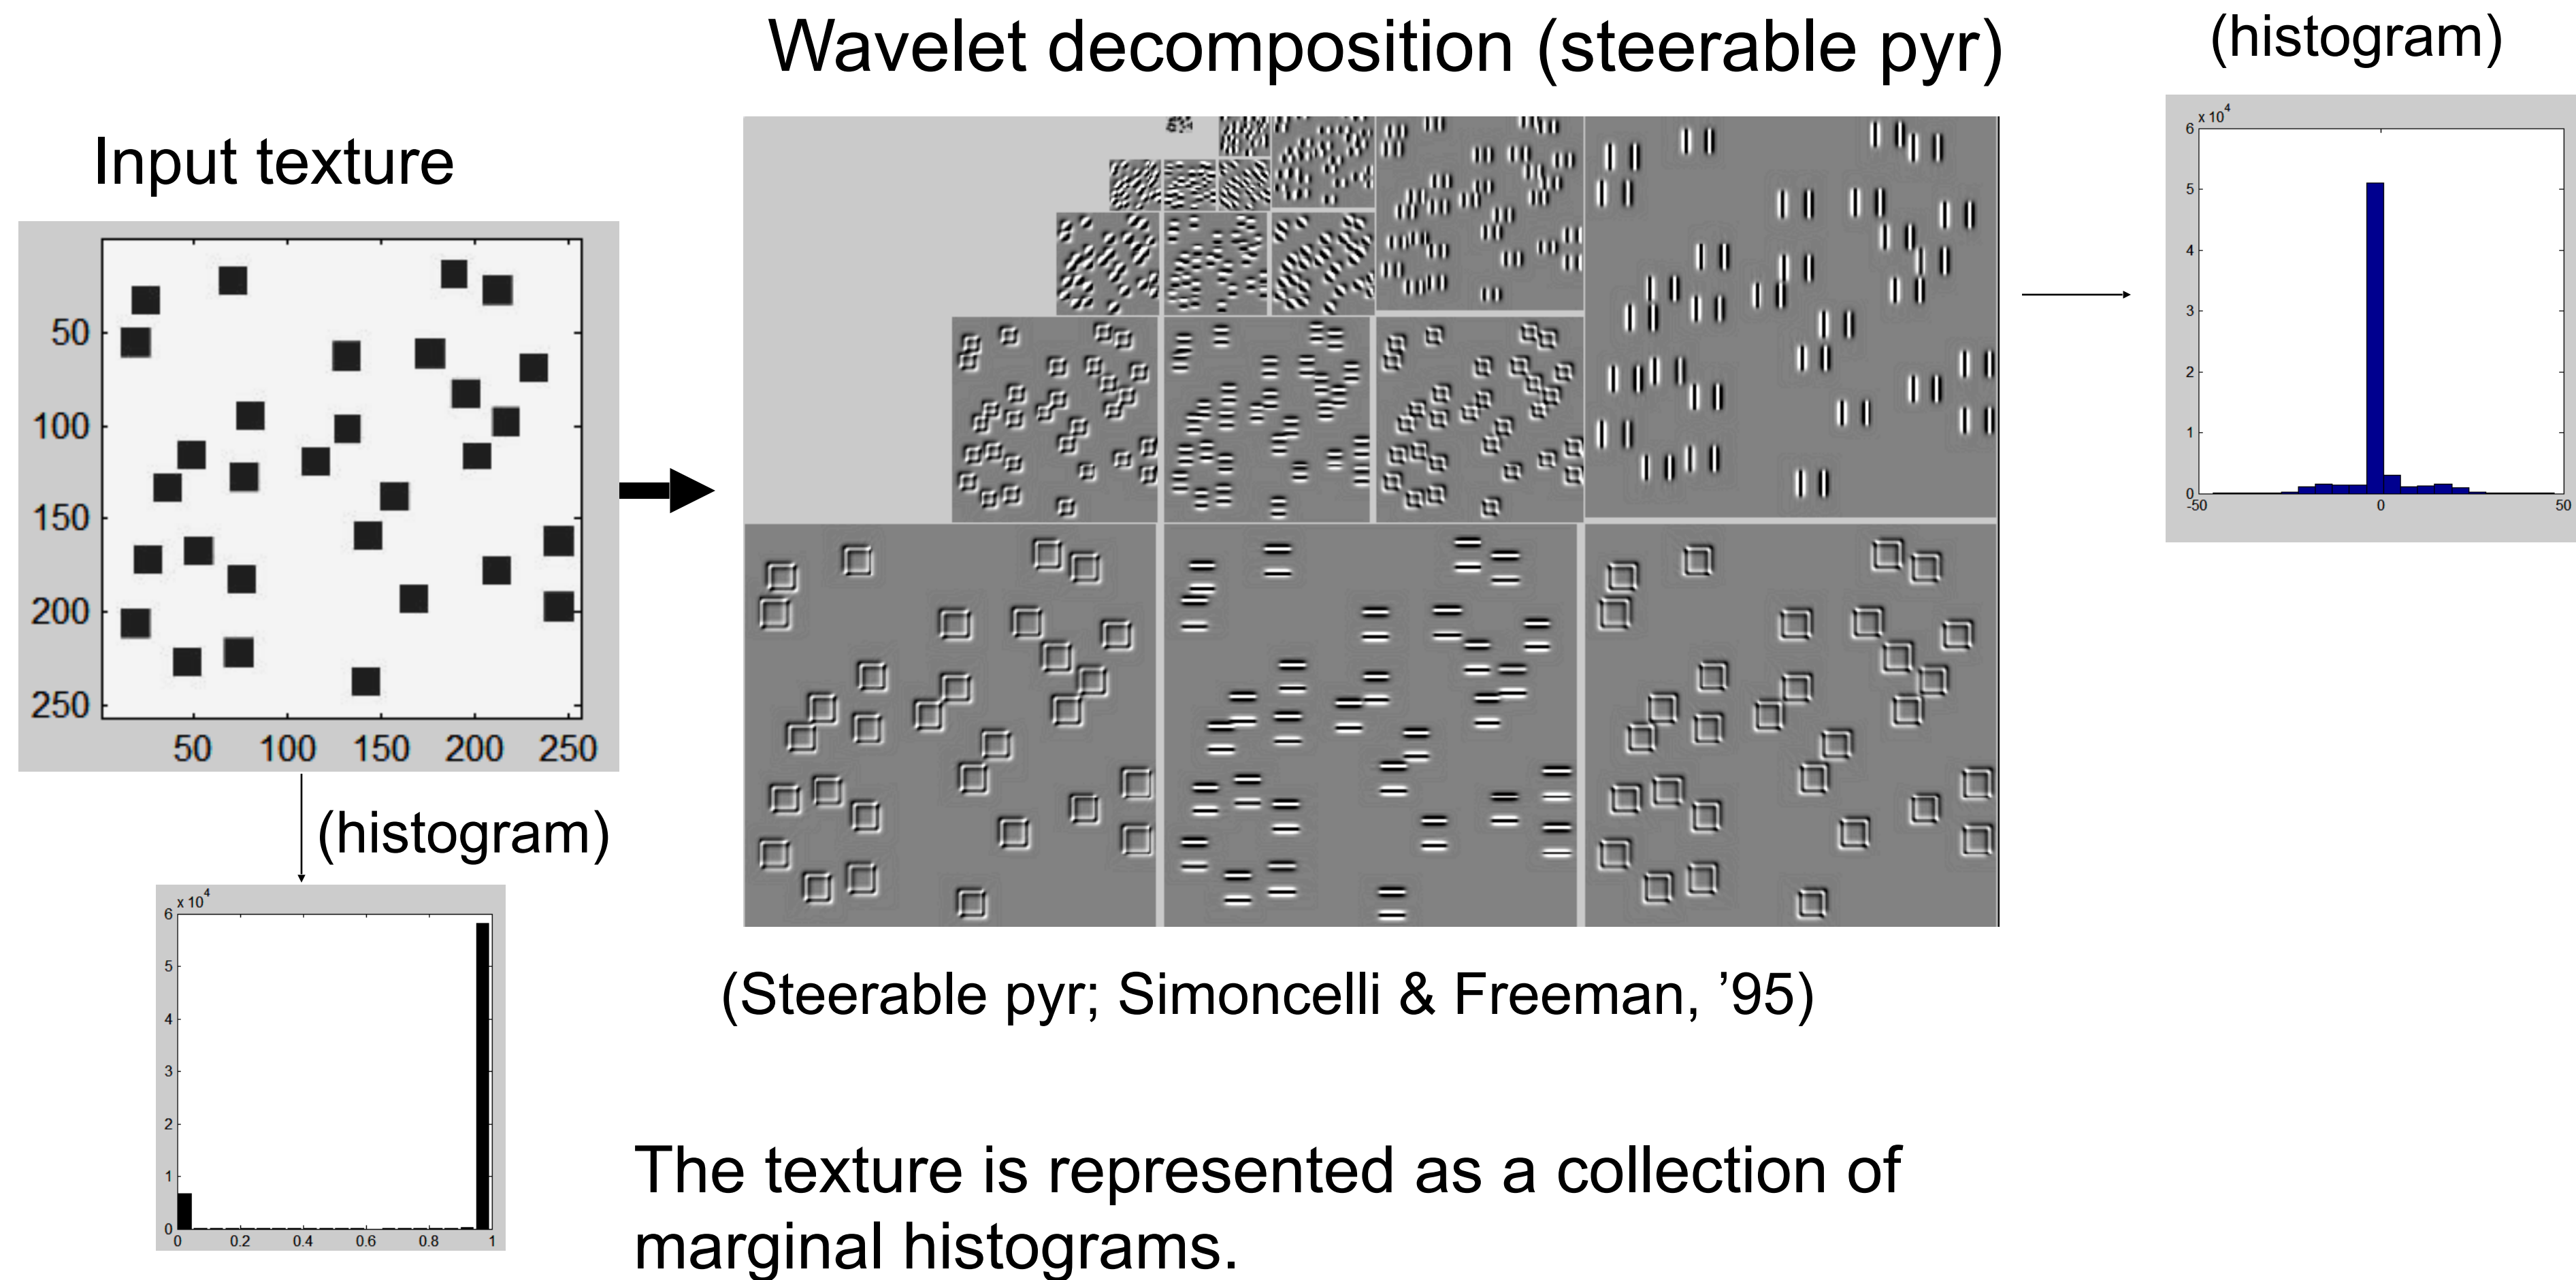 Wavelet decomposition (steerable pyr)
(histogram)
Input texture
50
100
150
200
250
50 100 150 200 250
(histogram)
x 10^4
6
5
4
3
2
1
0
-50 0 50
x 10^4
6
5
4
3
2
1
0
0 0.2 0.4 0.6 0.8 1
(Steerable pyr; Simoncelli & Freeman, ’95)
The texture is represented as a collection of
marginal histograms.